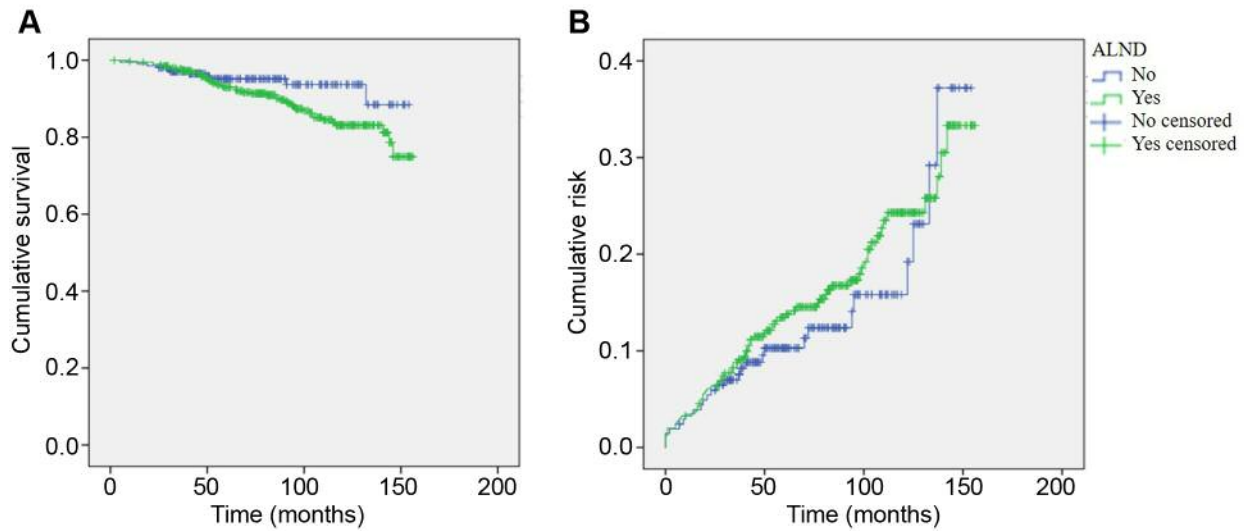 A
1.0
0.8
0.6
0.4
0.2
0.0
Cumulative survival
0 50 100 150 200
Time (months)
B
0.4
0.3
0.2
0.1
0.0
Cumulative risk
0 50 100 150 200
Time (months)
ALND
No
Yes
No censored
Yes censored